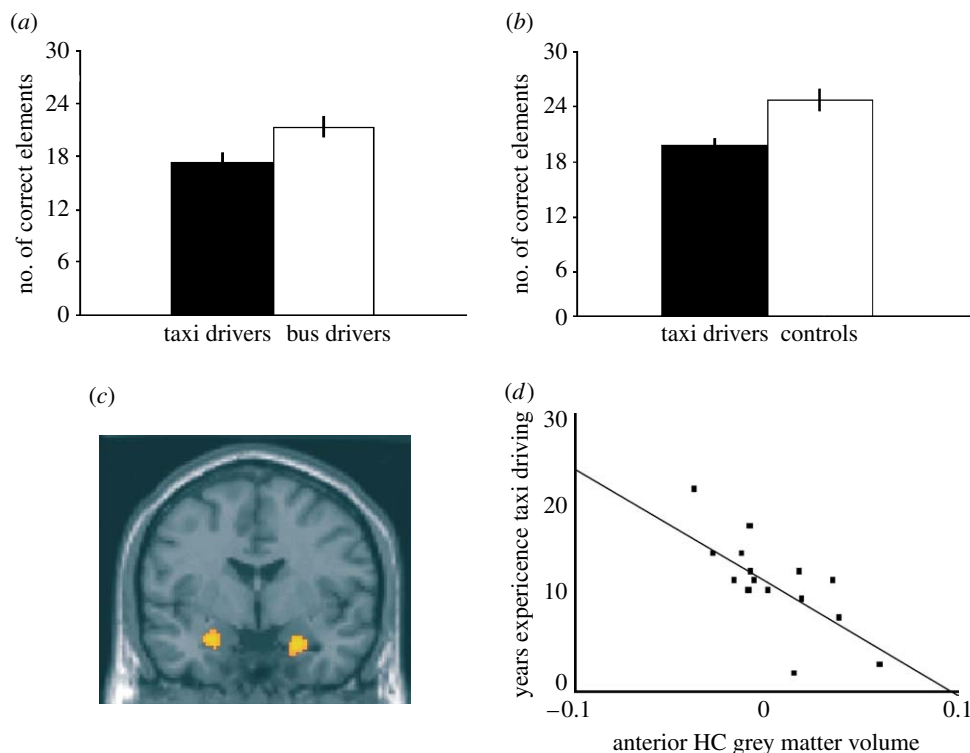 (a)
30
24
18
12
6
0
no. of correct elements
taxi drivers bus drivers
(b)
30
24
18
12
6
0
no. of correct elements
taxi drivers controls
(c)
(d)
30
20
10
0
years expericence taxi driving
−0.1 0 0.1
anterior HC grey matter volume